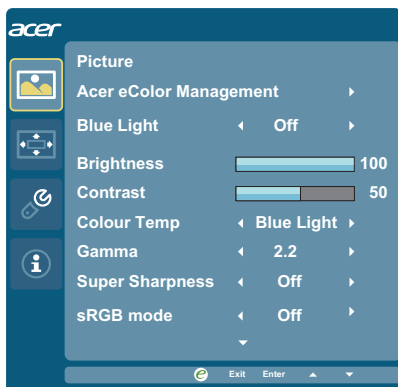 acer
Picture
Acer eColor Management
Blue Light Off
Brightness 100
Contrast 50
Colour Temp Blue Light
Gamma 2.2
Super Sharpness Off
sRGB mode Off
e Exit Enter